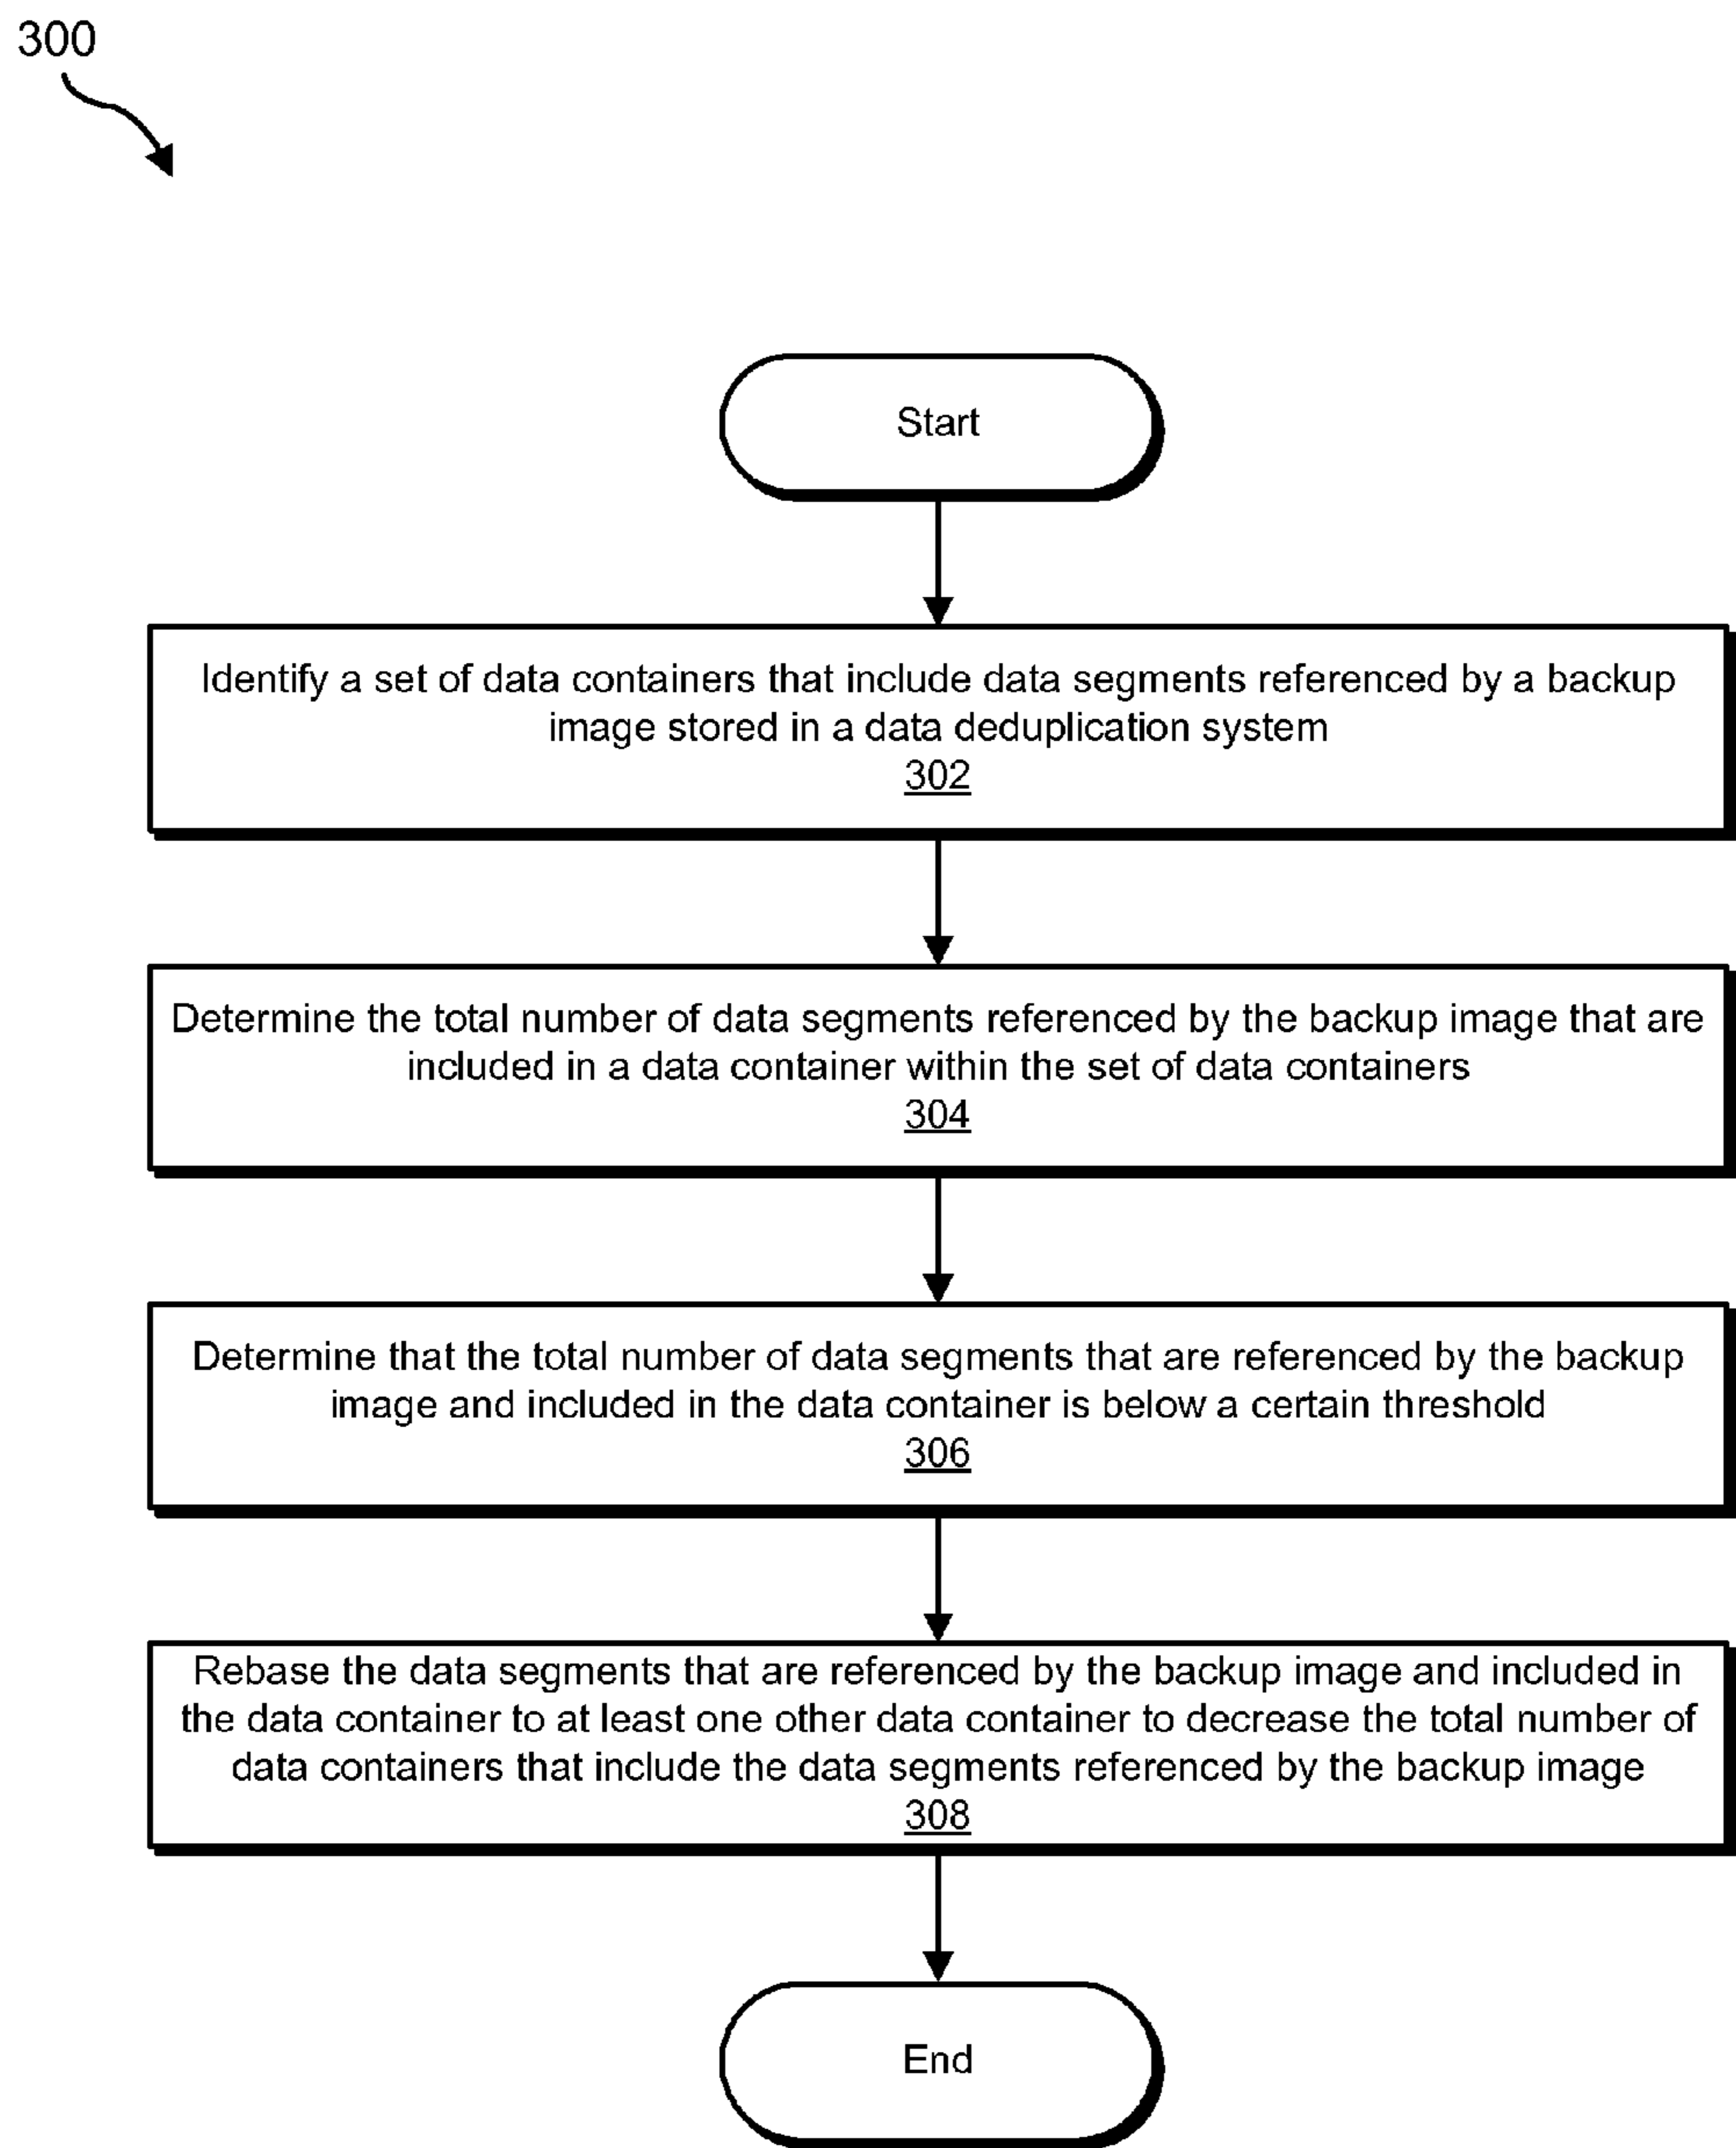 300
Start
Identify a set of data containers that include data segments referenced by a backup
image stored in a data deduplication system
302
Determine the total number of data segments referenced by the backup image that are
included in a data container within the set of data containers
304
Determine that the total number of data segments that are referenced by the backup
image and included in the data container is below a certain threshold
306
Rebase the data segments that are referenced by the backup image and included in
the data container to at least one other data container to decrease the total number of
data containers that include the data segments referenced by the backup image
308
End